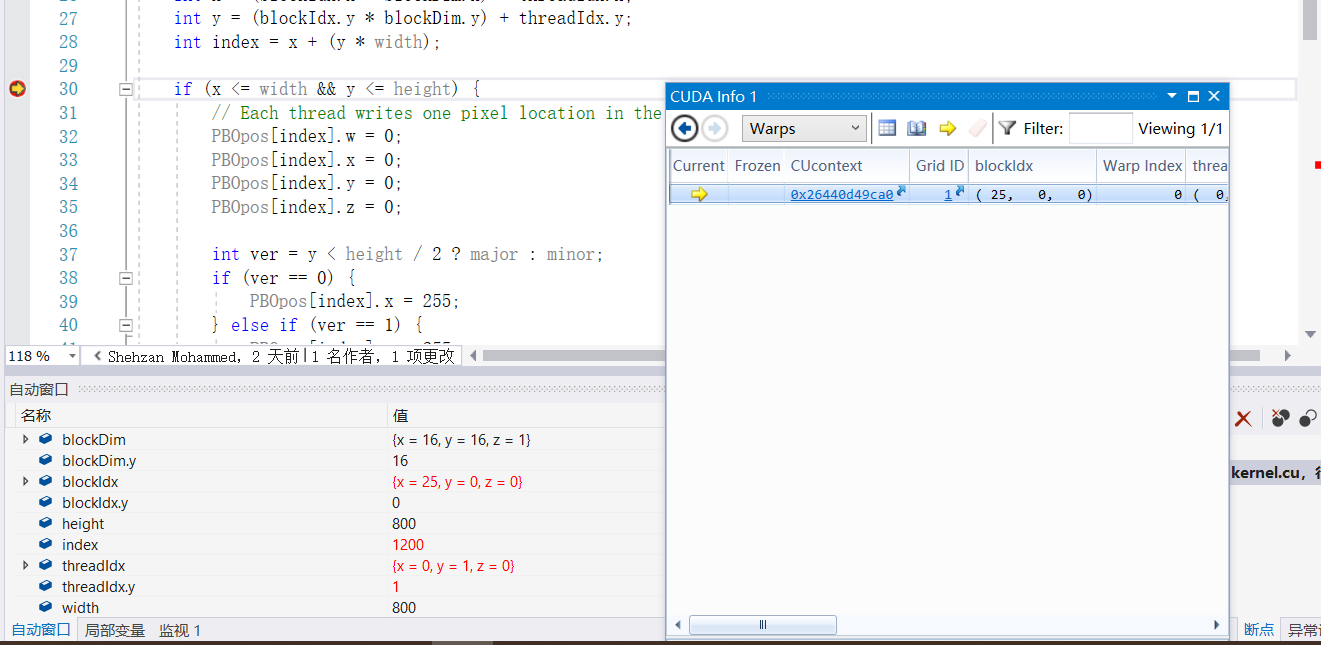 27 int y = (blockIdx.y * blockDim.y) + threadIdx.y;
28 int index = x + (y * width);
29
30 if (x <= width && y <= height) {
31 // Each thread writes one pixel location in the
32 PBOpos[index].w = 0;
33 PBOpos[index].x = 0;
34 PBOpos[index].y = 0;
35 PBOpos[index].z = 0;
36
37 int ver = y < height / 2 ? major : minor;
38 if (ver == 0) {
39 PBOpos[index].x = 255;
40 } else if (ver == 1) {
118 %
Shehzan Mohammed, 2 天前|1 名作者, 1 项更改
CUDA Info 1
Warps Filter: Viewing 1/1
Current Frozen CUcontext Grid ID blockIdx Warp Index threa
0x26440d49ca0 1 ( 25, 0, 0) 0 ( 0,
自动窗口
名称 值
blockDim {x = 16, y = 16, z = 1}
blockDim.y 16
blockIdx {x = 25, y = 0, z = 0}
blockIdx.y 0
height 800
index 1200
threadIdx {x = 0, y = 1, z = 0}
threadIdx.y 1
width 800
自动窗口 局部变量 监视 1
kernel.cu,
断点 异常